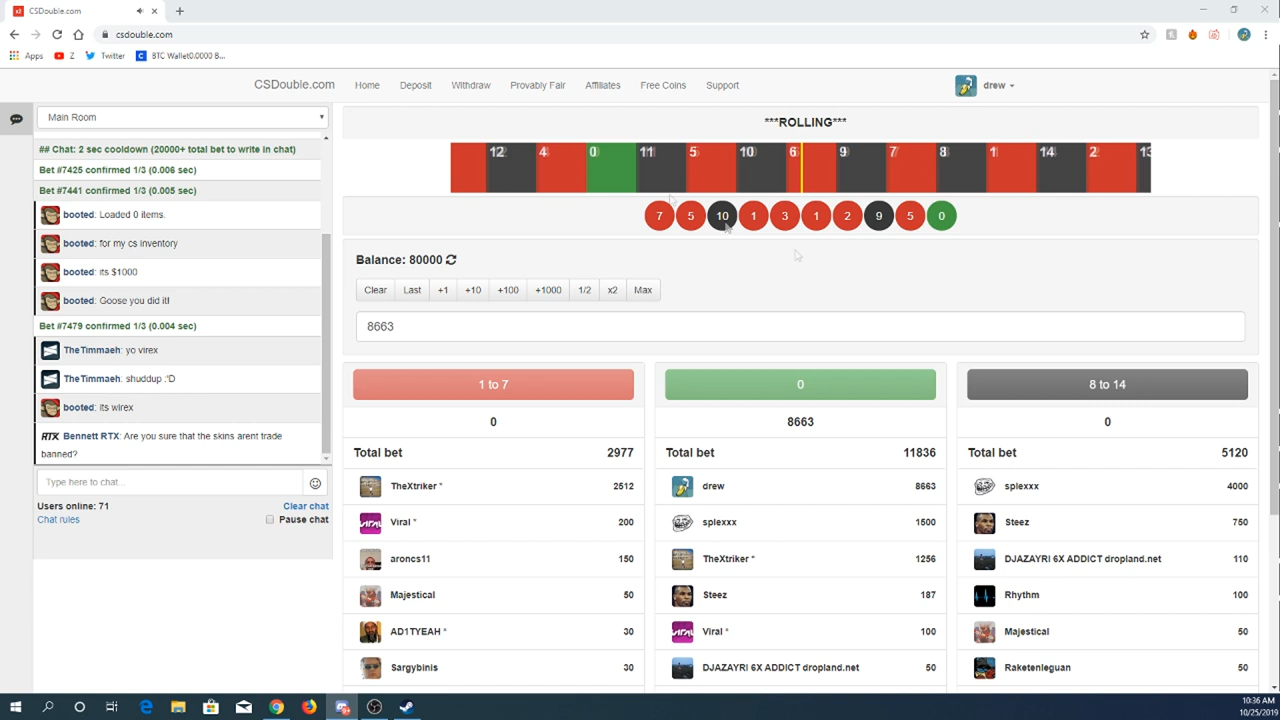 CSDouble.com
csdouble.com
Apps Z Twitter BTC Wallet0.0000 B...
CSDouble.com Home Deposit Withdraw Provably Fair Affiliates Free Coins Support drew
Main Room
## Chat: 2 sec cooldown (20000+ total bet to write in chat)
Bet #7425 confirmed 1/3 (0.006 sec)
Bet #7441 confirmed 1/3 (0.005 sec)
booted: Loaded 0 items.
booted: for my cs inventory
booted: its $1000
booted: Goose you did it!
Bet #7479 confirmed 1/3 (0.004 sec)
TheTimmaeh: yo virex
TheTimmaeh: shuddup :'D
booted: its wirex
RTX Bennett RTX: Are you sure that the skins arent trade
banned?
Type here to chat...
Users online: 71 Clear chat
Chat rules Pause chat
***ROLLING***
12 4 0 11 5 10 6 9 7 8 1 14 2 13
7 5 10 1 3 1 2 9 5 0
Balance: 80000
Clear Last +1 +10 +100 +1000 1/2 x2 Max
8663
1 to 7 0 8 to 14
0 8663 0
Total bet 2977 Total bet 11836 Total bet 5120
TheXtriker * 2512 drew 8663 splexxx 4000
Viral * 200 splexxx 1500 Steez 750
aroncs11 150 TheXtriker * 1256 DJAZAYRI 6X ADDICT dropland.net 110
Majestical 50 Steez 187 Rhythm 100
AD1TYEAH * 30 Viral * 100 Majestical 50
Sargybinis 30 DJAZAYRI 6X ADDICT dropland.net 50 Raketenleguan 50
10:36 AM
10/25/2019